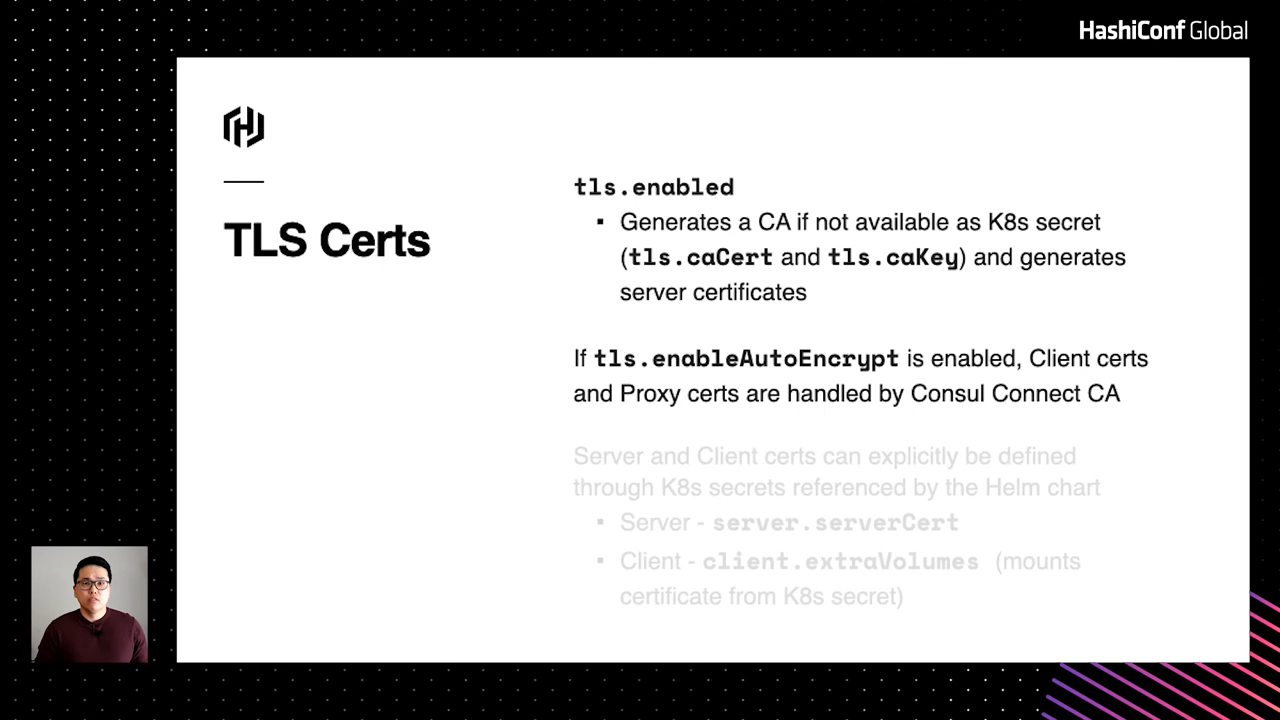 HashiConf Global
TLS Certs
tls.enabled
▪ Generates a CA if not available as K8s secret
(tls.caCert and tls.caKey) and generates
server certificates
If tls.enableAutoEncrypt is enabled, Client certs
and Proxy certs are handled by Consul Connect CA
Server and Client certs can explicitly be defined
through K8s secrets referenced by the Helm chart
▪ Server - server.serverCert
▪ Client - client.extraVolumes (mounts
certificate from K8s secret)